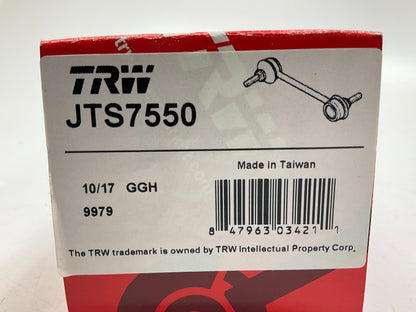 TRW
JTS7550
Made in Taiwan
10/17 GGH
9979
8 47963 03421 1
The TRW trademark is owned by TRW Intellectual Property Corp.